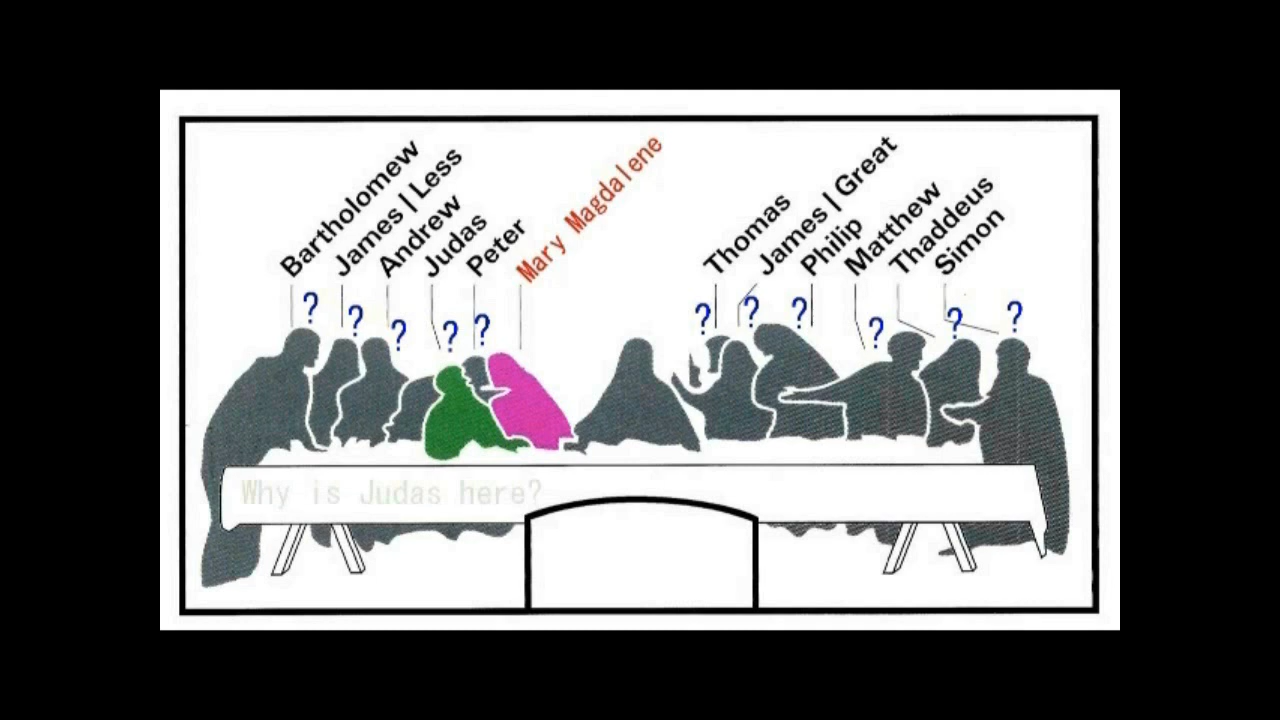 Bartholomew
James | Less
Andrew
Judas
Peter
Mary Magdalene
Thomas
James | Great
Philip
Matthew
Thaddeus
Simon
? ? ? ? ? ? ? ? ? ? ?
Why is Judas here?